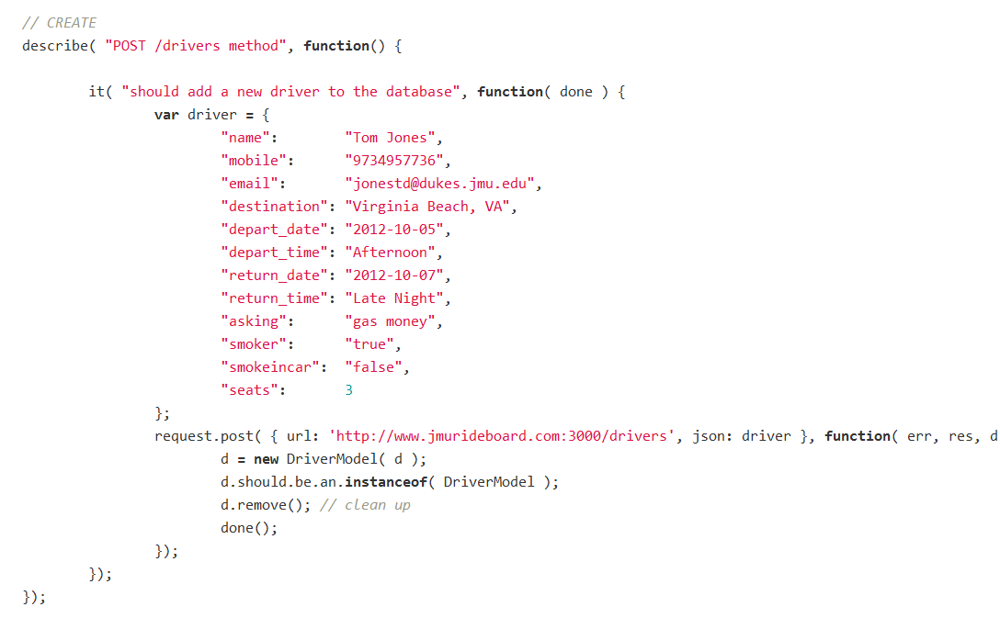 // CREATE
describe( "POST /drivers method", function() {
it( "should add a new driver to the database", function( done ) {
var driver = {
"name": "Tom Jones",
"mobile": "9734957736",
"email": "jonestd@dukes.jmu.edu",
"destination": "Virginia Beach, VA",
"depart_date": "2012-10-05",
"depart_time": "Afternoon",
"return_date": "2012-10-07",
"return_time": "Late Night",
"asking": "gas money",
"smoker": "true",
"smokeincar": "false",
"seats": 3
};
request.post( { url: 'http://www.jmurideboard.com:3000/drivers', json: driver }, function( err, res, d
d = new DriverModel( d );
d.should.be.an.instanceof( DriverModel );
d.remove(); // clean up
done();
});
});
});